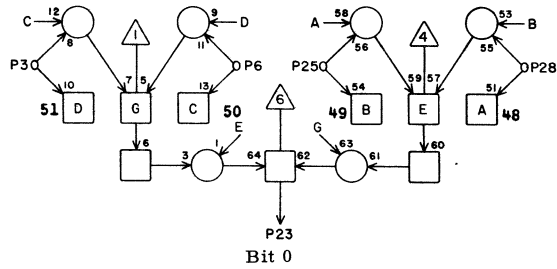 C 12 8 1 9 D 11 A 58 56 4 53 B 55
P3 7 5 P6 P25 59 57 P28
10 13 54 51
51 D G C 50 6 49 B E A 48
6 E G 60
3 1 64 62 63 61
P23
Bit 0